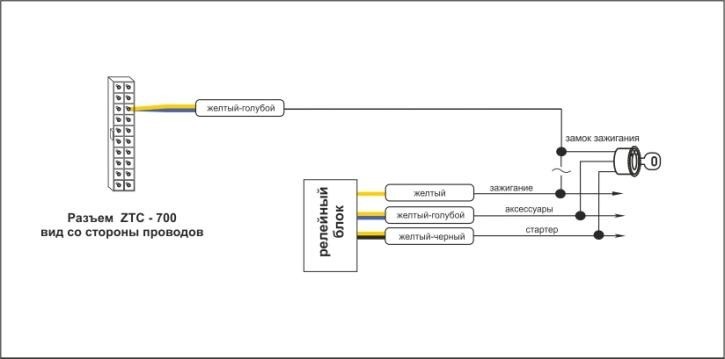 желтый-голубой
замок зажигания
релейный
блок
желтый
зажигание
желтый-голубой
аксессуары
желтый-черный
стартер
Разъем ZTC - 700
вид со стороны проводов